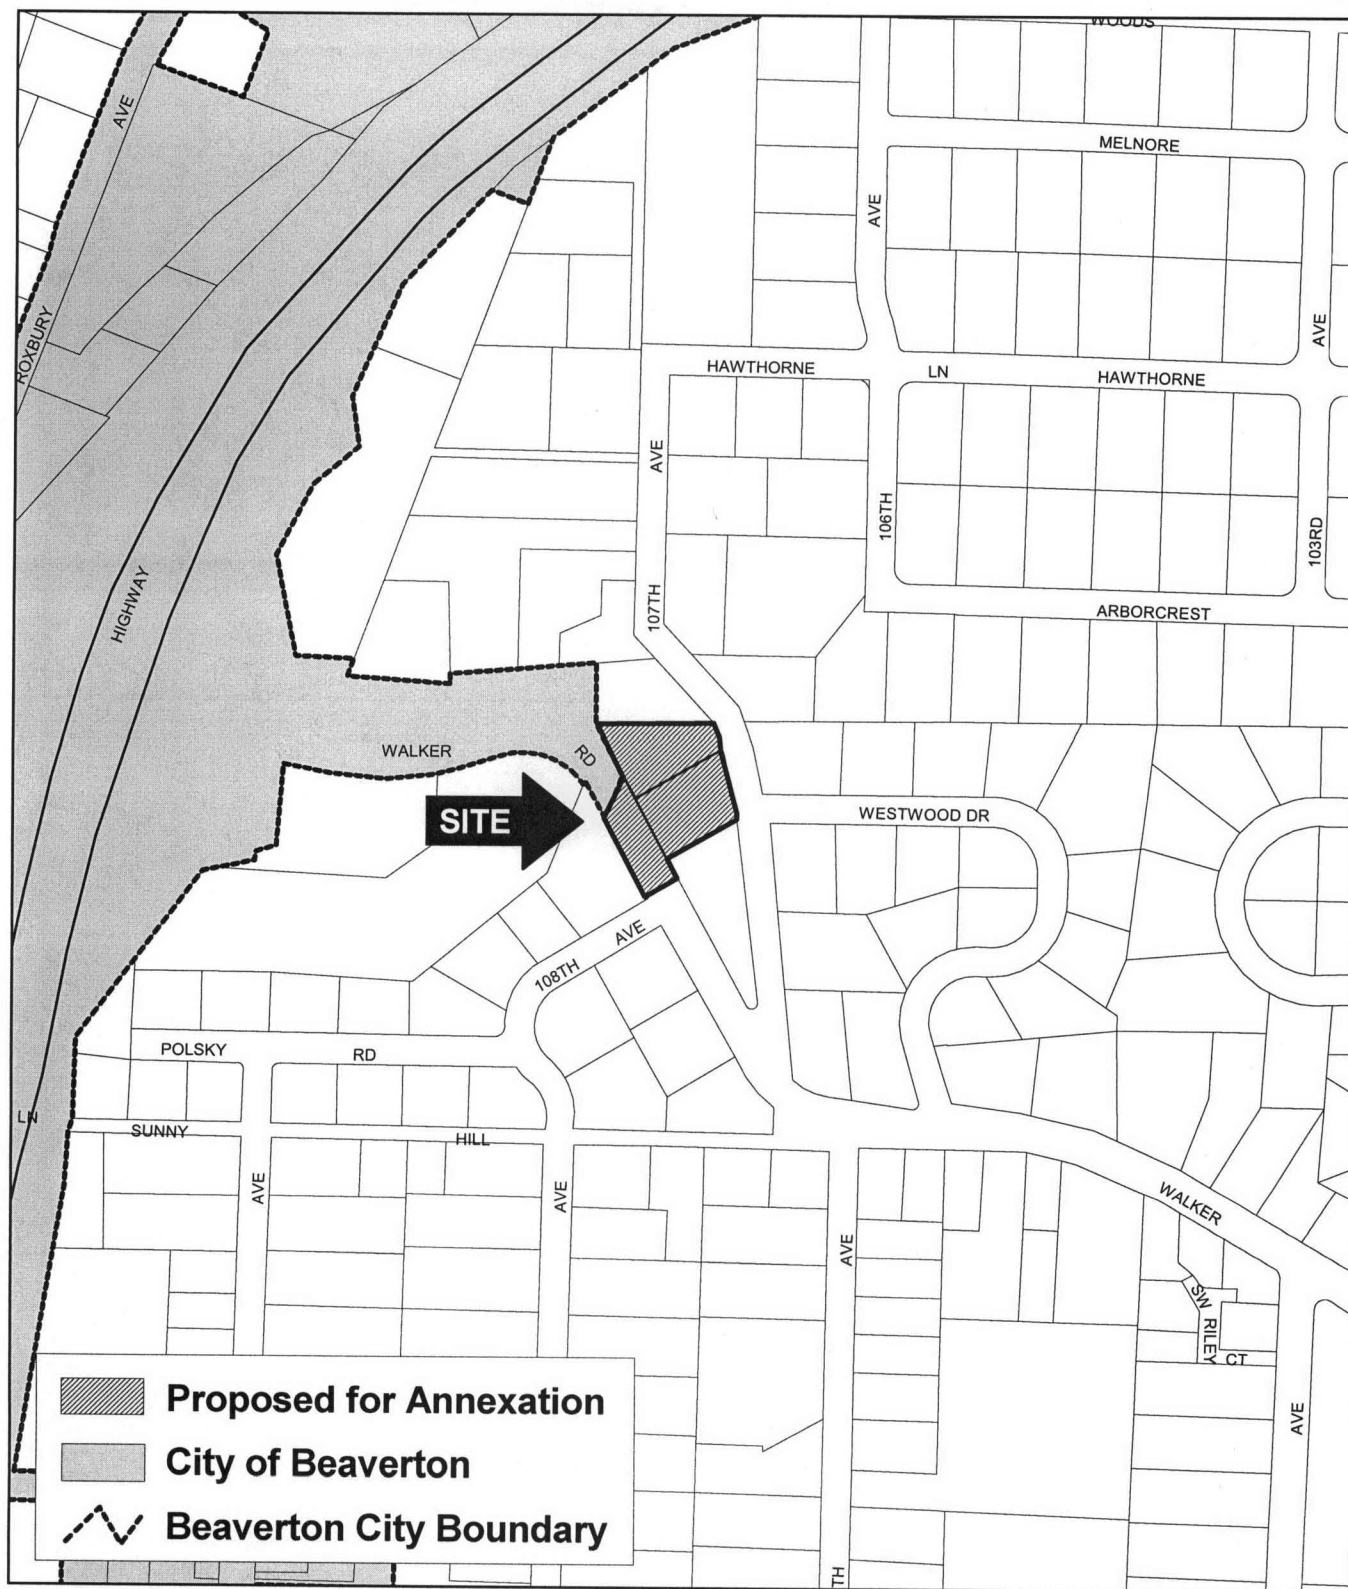 WOODS
AVE
MELNORE
AVE
ROXBURY
AVE
HAWTHORNE
LN
HAWTHORNE
AVE
106TH
103RD
HIGHWAY
107TH
ARBORCREST
WALKER
RD
SITE
WESTWOOD DR
108TH
AVE
POLSKY
RD
LN
SUNNY
HILL
AVE
AVE
AVE
WALKER
SW
RILEY
CT
AVE
TH
Proposed for Annexation
City of Beaverton
Beaverton City Boundary